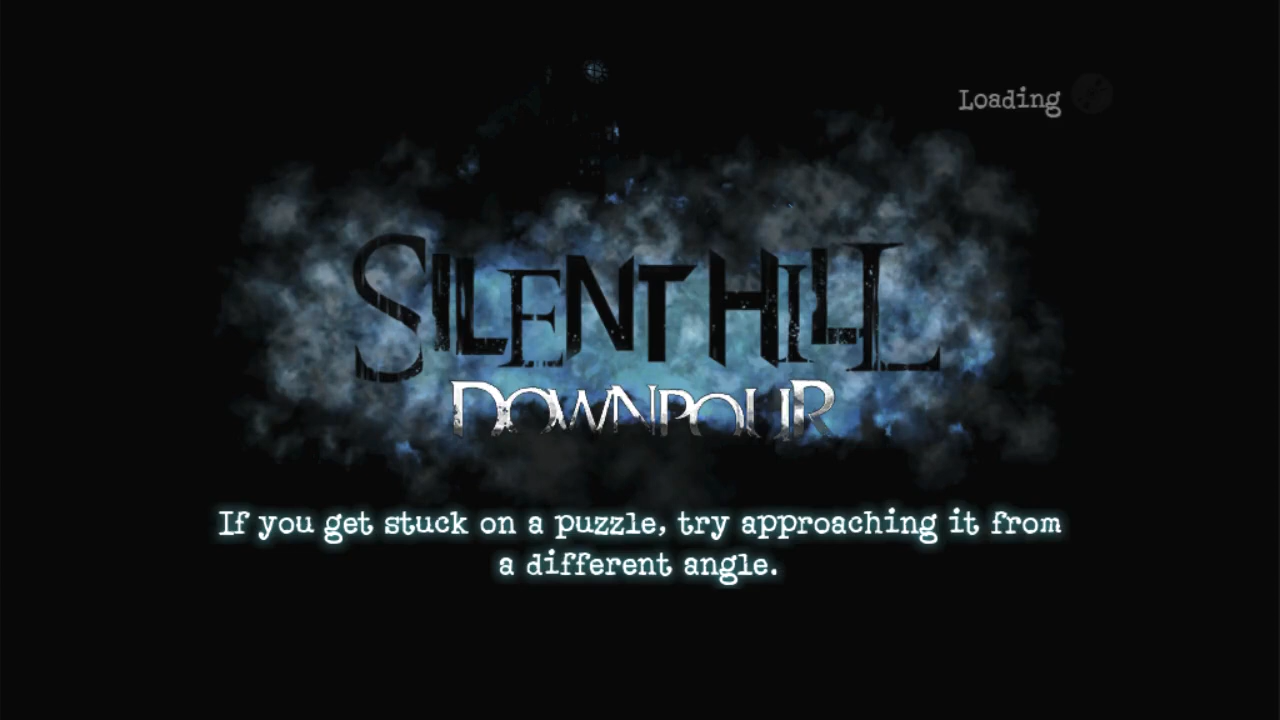 Loading
SILENT HILL
DOWNPOUR
If you get stuck on a puzzle, try approaching it from
a different angle.